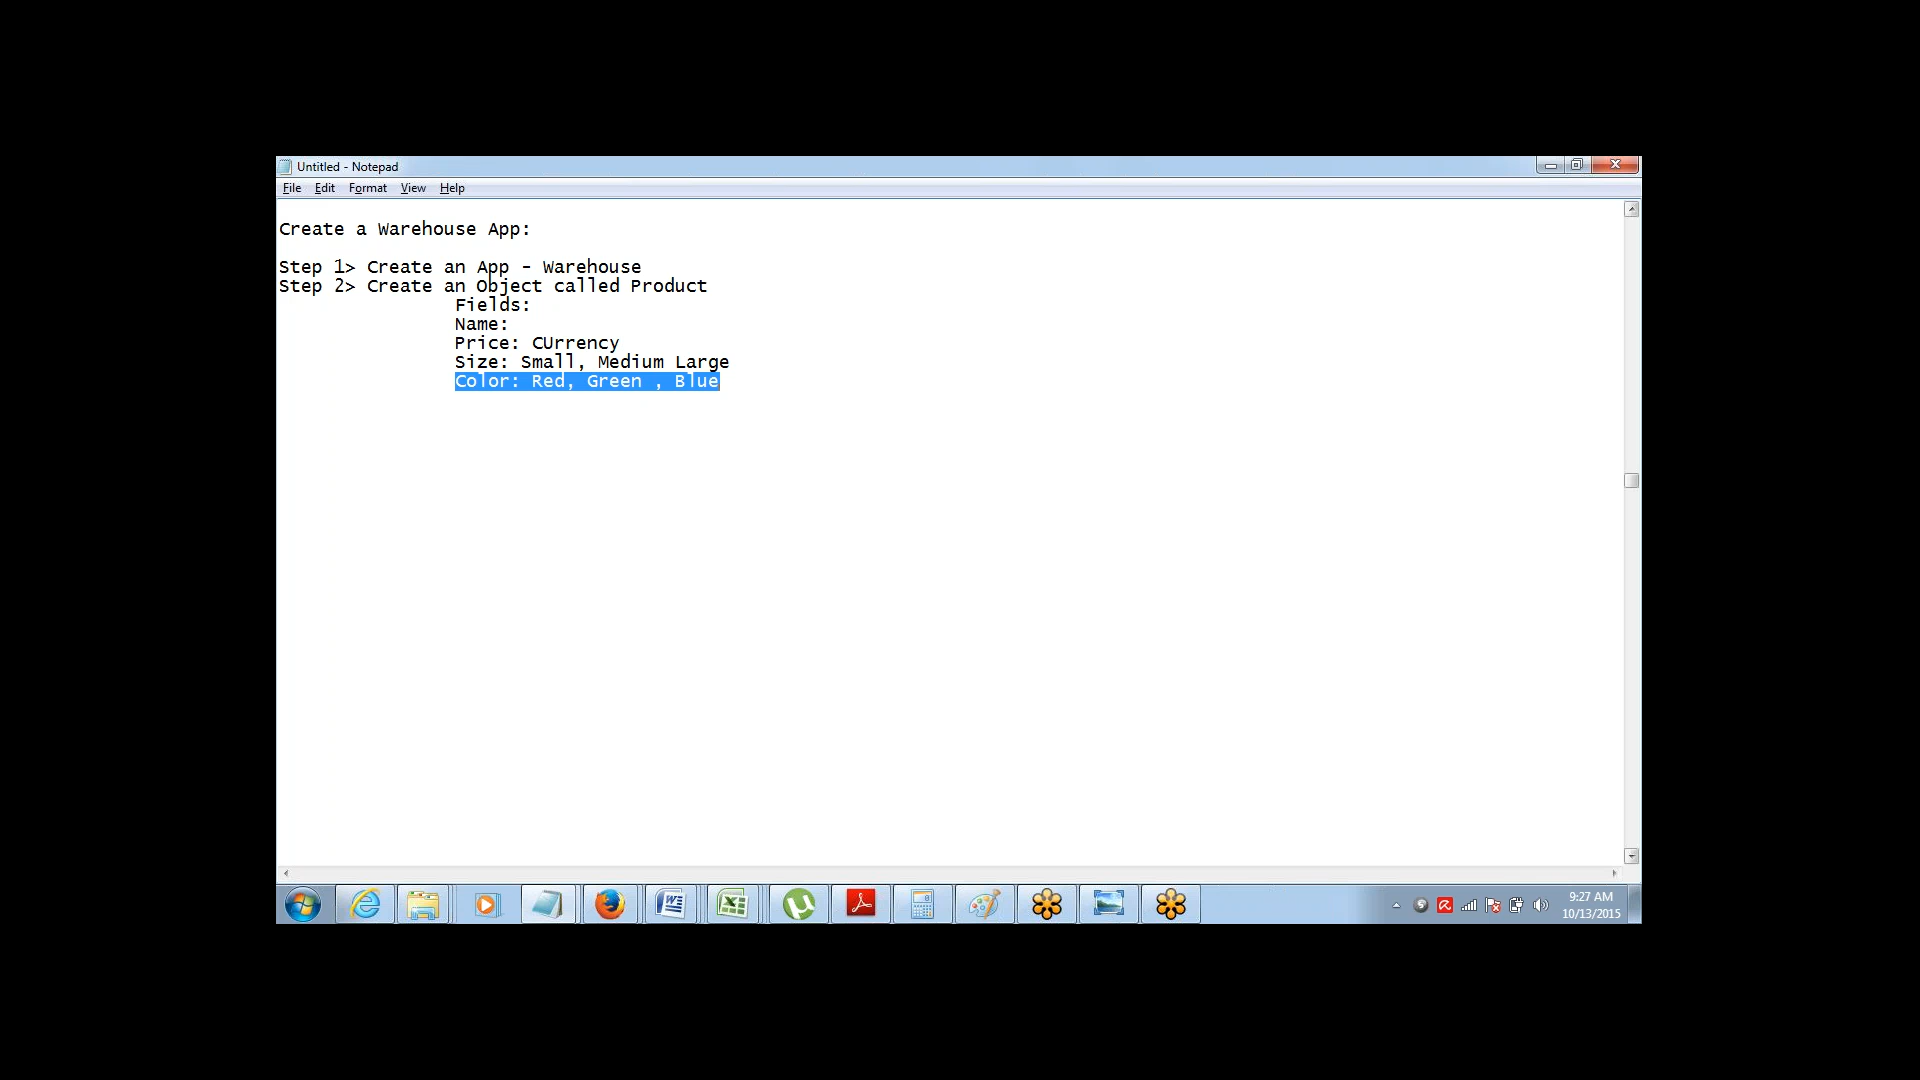 Untitled - Notepad
File Edit Format View Help
Create a Warehouse App:
Step 1> Create an App - Warehouse
Step 2> Create an Object called Product
Fields:
Name:
Price: CUrrency
Size: Small, Medium Large
Color: Red, Green , Blue
9:27 AM
10/13/2015